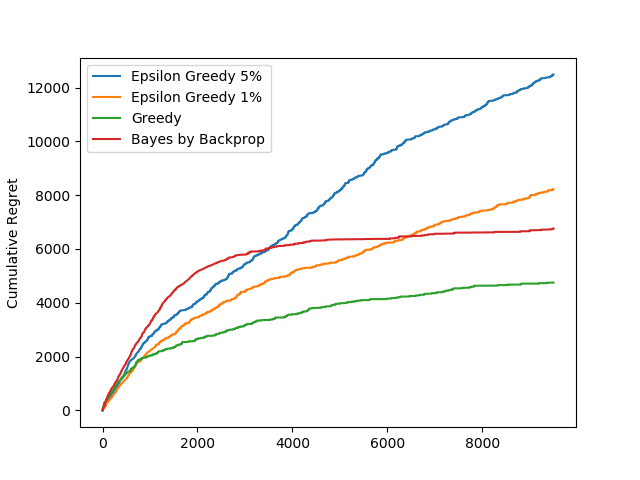 Epsilon Greedy 5%
Epsilon Greedy 1%
Greedy
Bayes by Backprop
Cumulative Regret
12000
10000
8000
6000
4000
2000
0
0 2000 4000 6000 8000